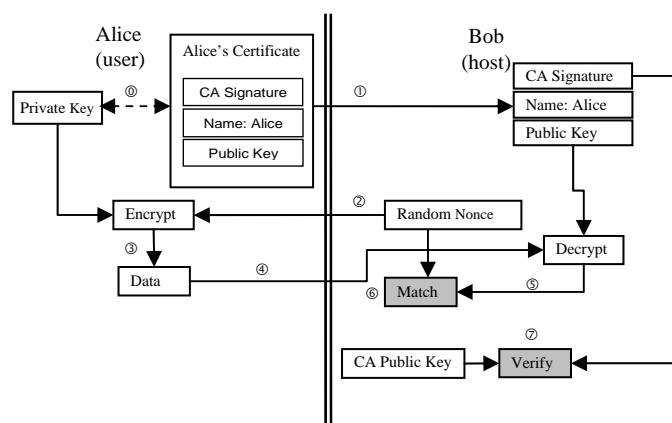 Alice
(user)
Alice's Certificate
CA Signature
Name: Alice
Public Key
Private Key
⓪
①
Bob
(host)
CA Signature
Name: Alice
Public Key
Encrypt
②
Random Nonce
③
Data
④
Decrypt
⑤
⑥
Match
⑦
CA Public Key
Verify